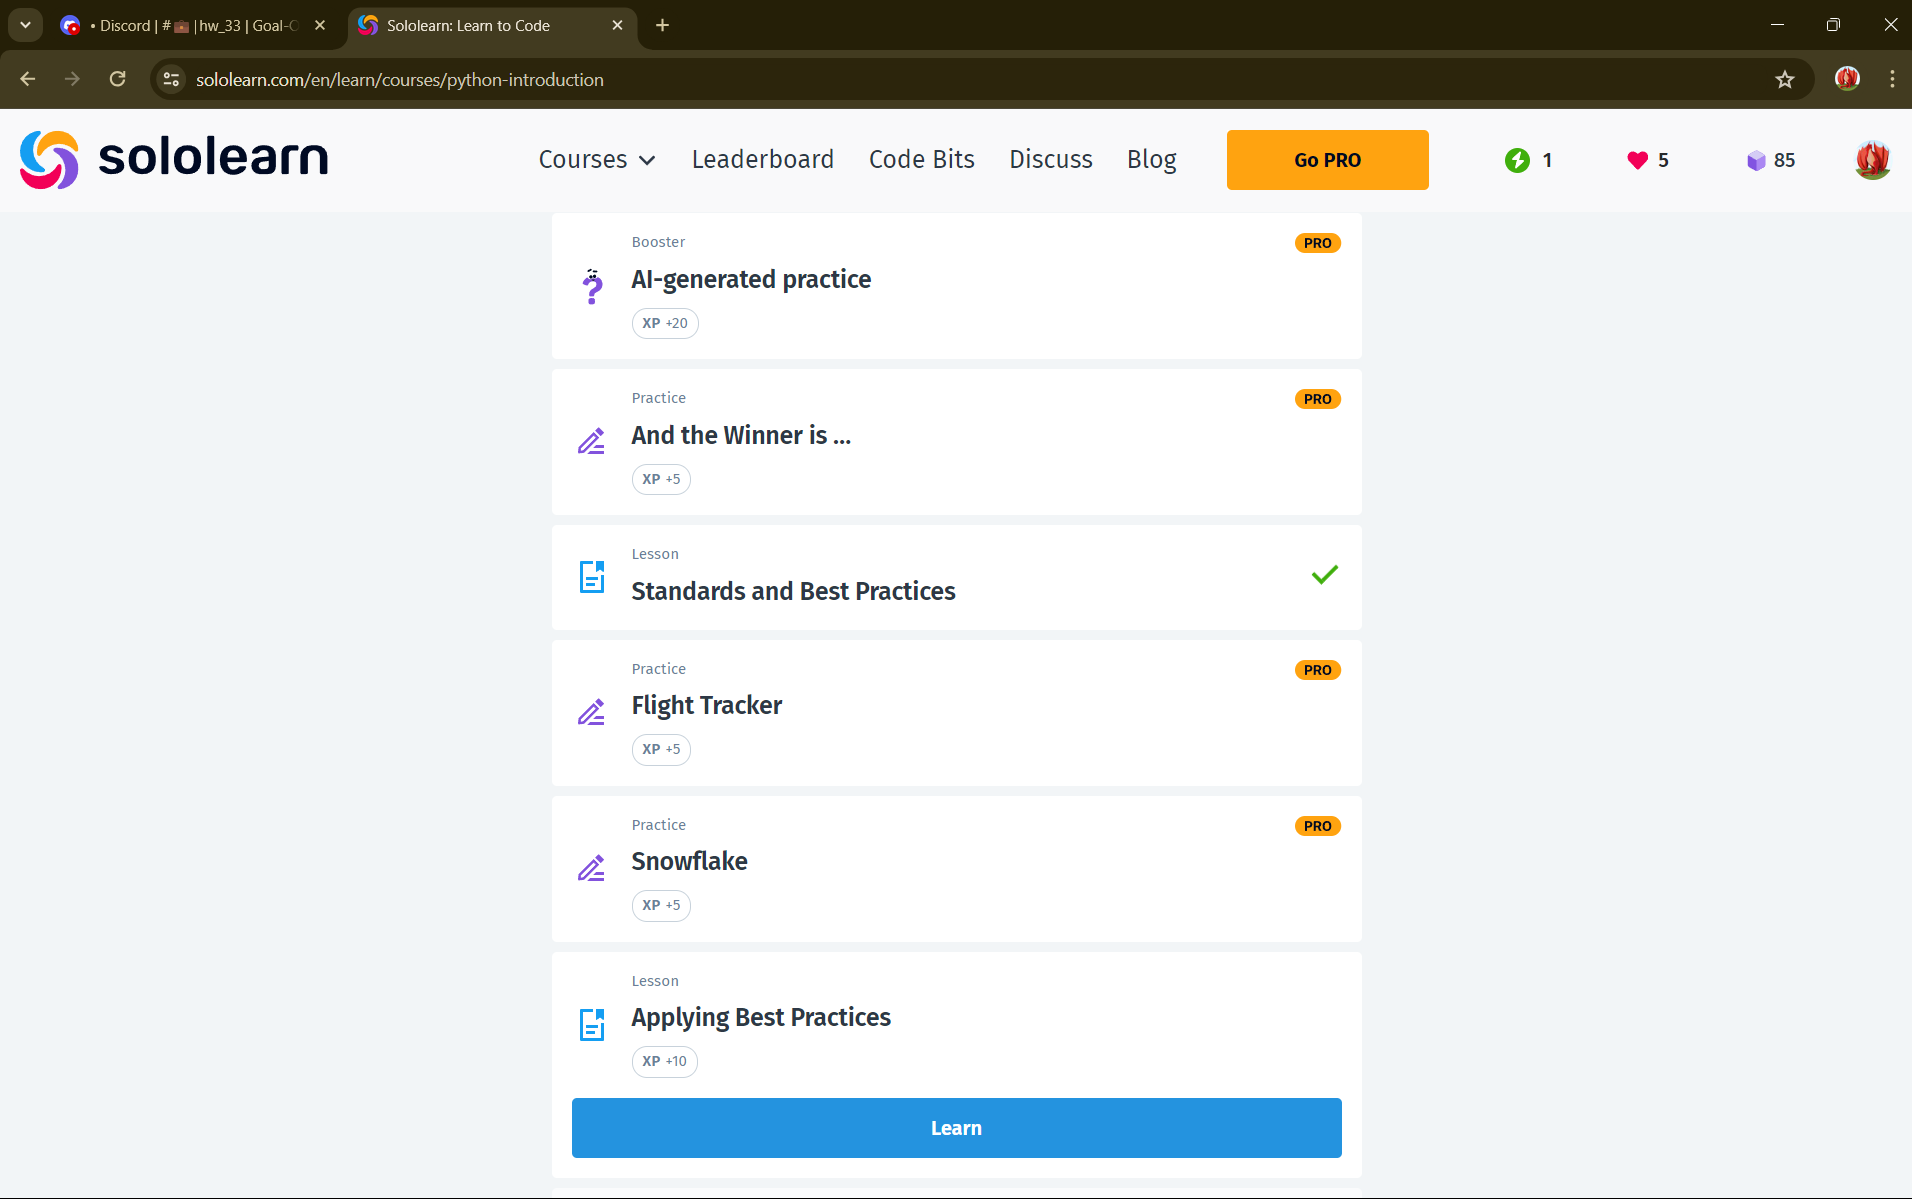 • Discord | #💼|hw_33 | Goal-O
Sololearn: Learn to Code
sololearn.com/en/learn/courses/python-introduction
sololearn
Courses
Leaderboard
Code Bits
Discuss
Blog
Go PRO
1
5
85
Booster
PRO
AI-generated practice
XP +20
Practice
PRO
And the Winner is ...
XP +5
Lesson
Standards and Best Practices
Practice
PRO
Flight Tracker
XP +5
Practice
PRO
Snowflake
XP +5
Lesson
Applying Best Practices
XP +10
Learn